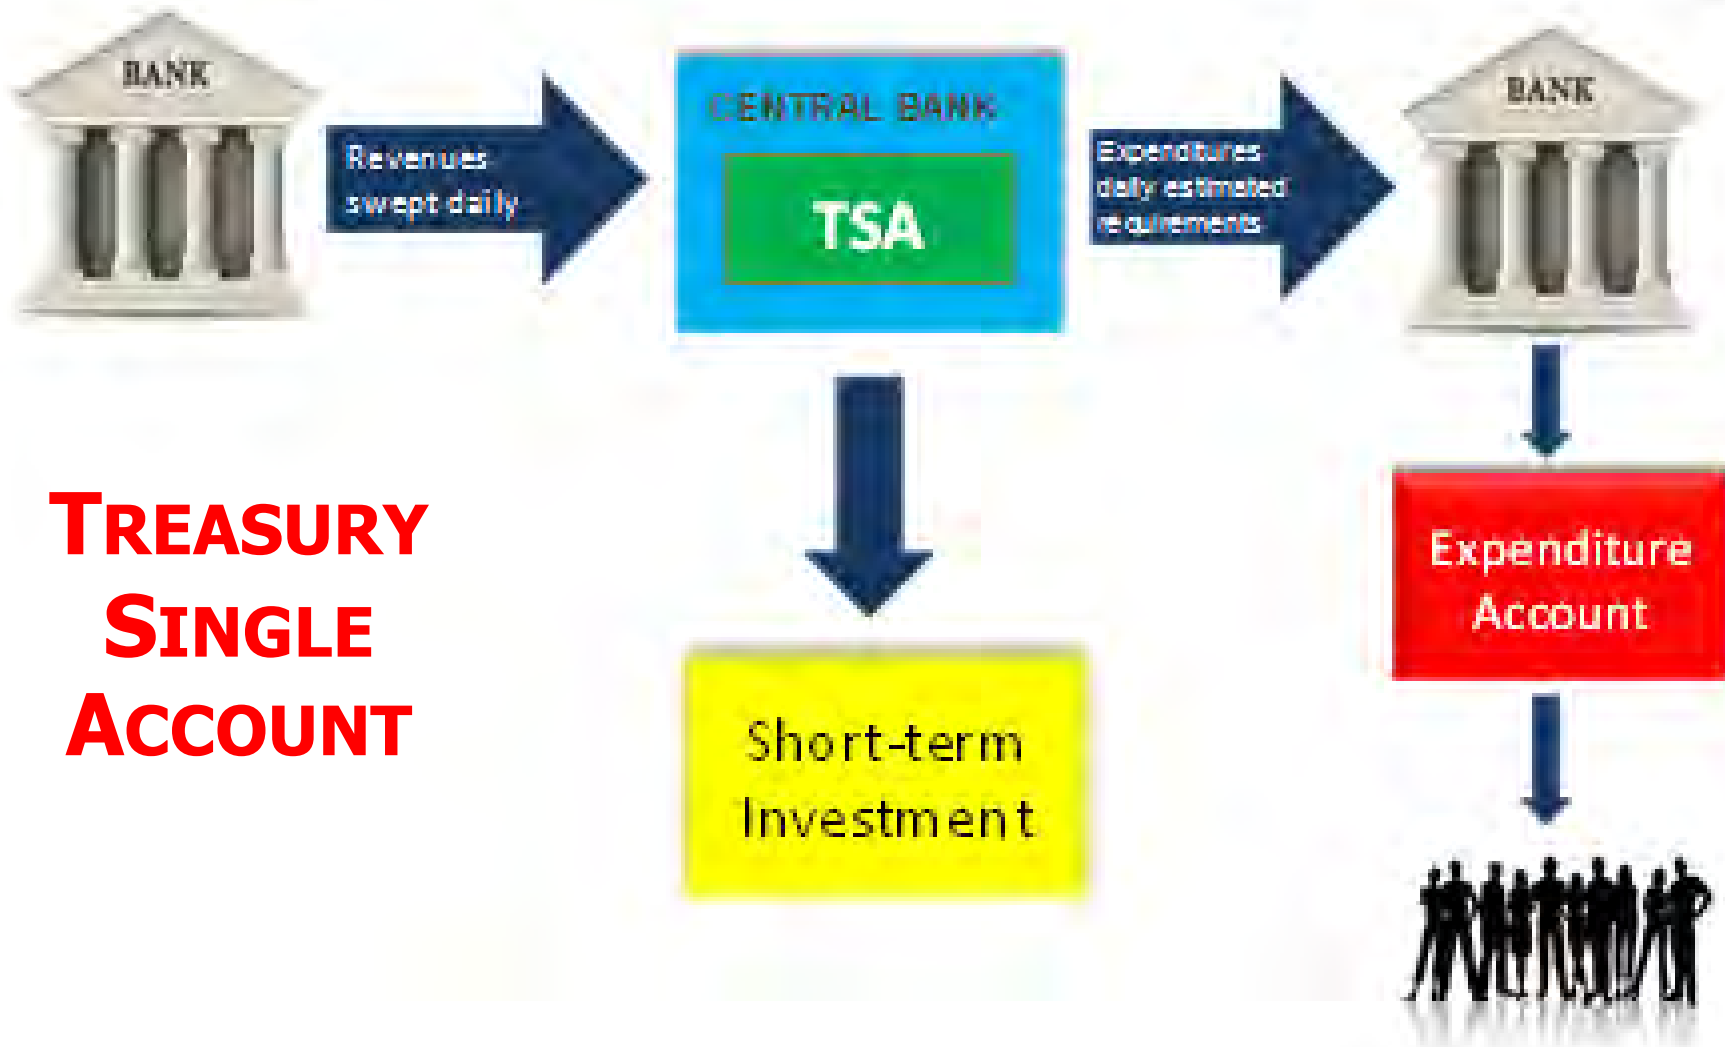 BANK
Revenues
swept daily
CENTRAL BANK
TSA
Expenditures
daily estimated
requirements
BANK
TREASURY
SINGLE
ACCOUNT
Short-term
Investment
Expenditure
Account